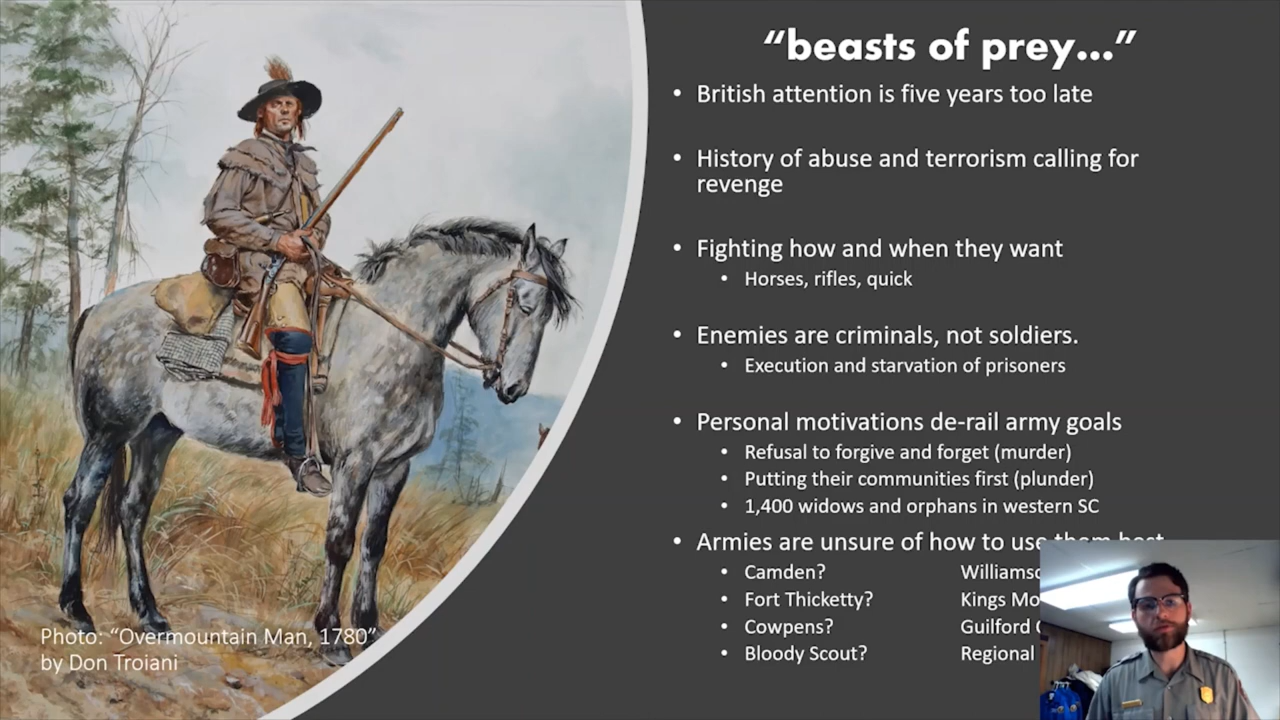 “beasts of prey...”
• British attention is five years too late
• History of abuse and terrorism calling for
revenge
• Fighting how and when they want
• Horses, rifles, quick
• Enemies are criminals, not soldiers.
• Execution and starvation of prisoners
• Personal motivations de-rail army goals
• Refusal to forgive and forget (murder)
• Putting their communities first (plunder)
• 1,400 widows and orphans in western SC
• Armies are unsure of how to use them best
• Camden? Williams
• Fort Thicketty? Kings Mo
• Cowpens? Guilford
• Bloody Scout? Regional
Photo: “Overmountain Man, 1780”
by Don Troiani